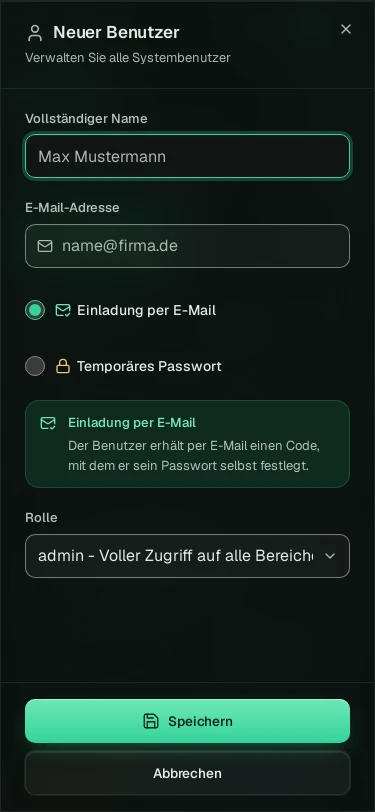 Neuer Benutzer
Verwalten Sie alle Systembenutzer
Vollständiger Name
Max Mustermann
E-Mail-Adresse
name@firma.de
Einladung per E-Mail
Temporäres Passwort
Einladung per E-Mail
Der Benutzer erhält per E-Mail einen Code,
mit dem er sein Passwort selbst festlegt.
Rolle
admin - Voller Zugriff auf alle Bereiche
Speichern
Abbrechen